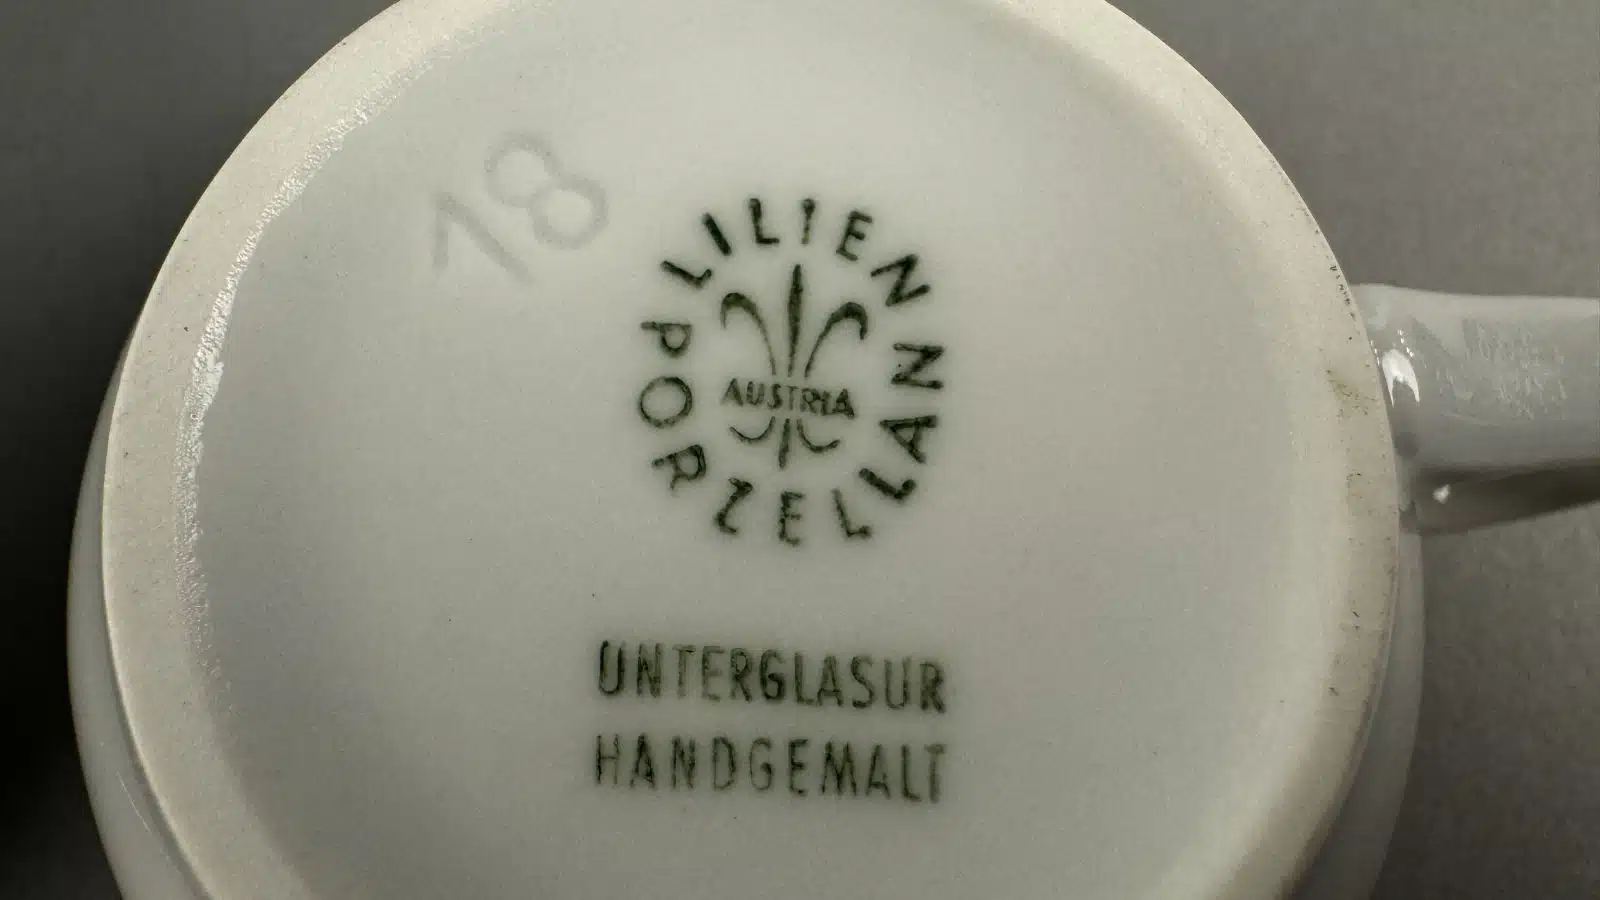 18
LILIEN
AUSTRIA
PORZELLAN
UNTERGLASUR
HANDGEMALT